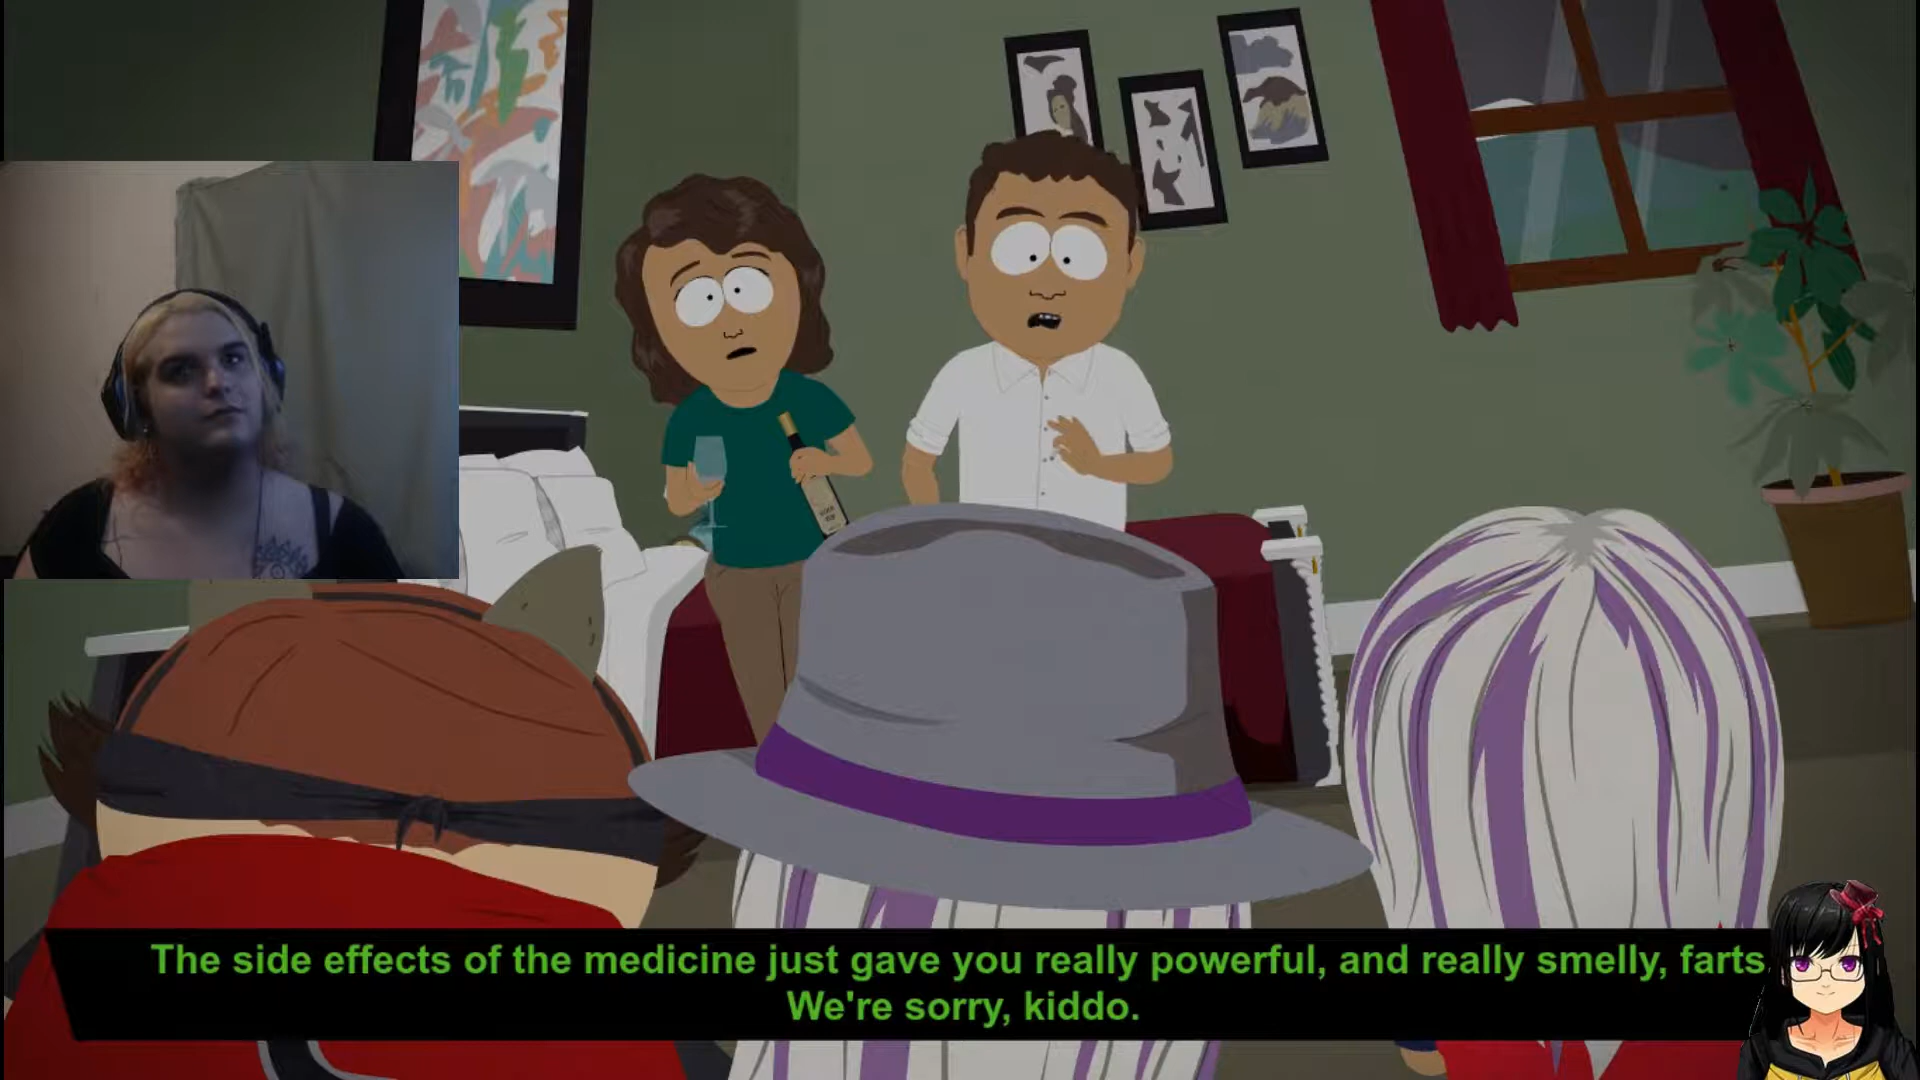 The side effects of the medicine just gave you really powerful, and really smelly, farts.
We're sorry, kiddo.